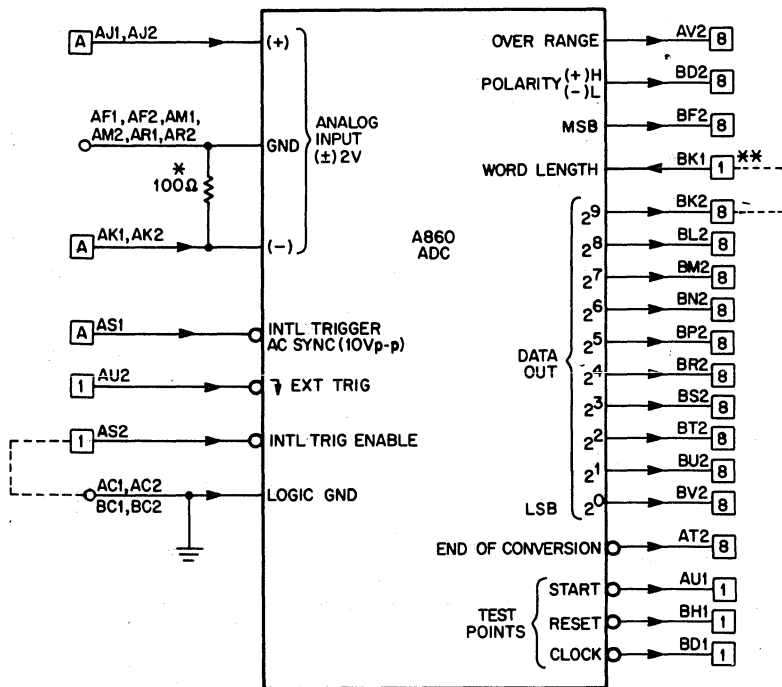 A AJ1,AJ2 (+)
AF1, AF2, AM1,
AM2, AR1, AR2 GND
*
100Ω
A AK1, AK2 (-)
ANALOG
INPUT
(±) 2V
A AS1 INTL TRIGGER
AC SYNC (10Vp-p)
1 AU2 EXT TRIG
1 AS2 INTL TRIG ENABLE
AC1, AC2
BC1, BC2 LOGIC GND
A860
ADC
OVER RANGE AV2 8
POLARITY (+)H
(-)L BD2 8
MSB BF2 8
WORD LENGTH BK1 1 **
DATA
OUT
2^9 BK2 8
2^8 BL2 8
2^7 BM2 8
2^6 BN2 8
2^5 BP2 8
2^4 BR2 8
2^3 BS2 8
2^2 BT2 8
2^1 BU2 8
LSB 2^0 BV2 8
END OF CONVERSION AT2 8
TEST
POINTS
START AU1 1
RESET BH1 1
CLOCK BD1 1